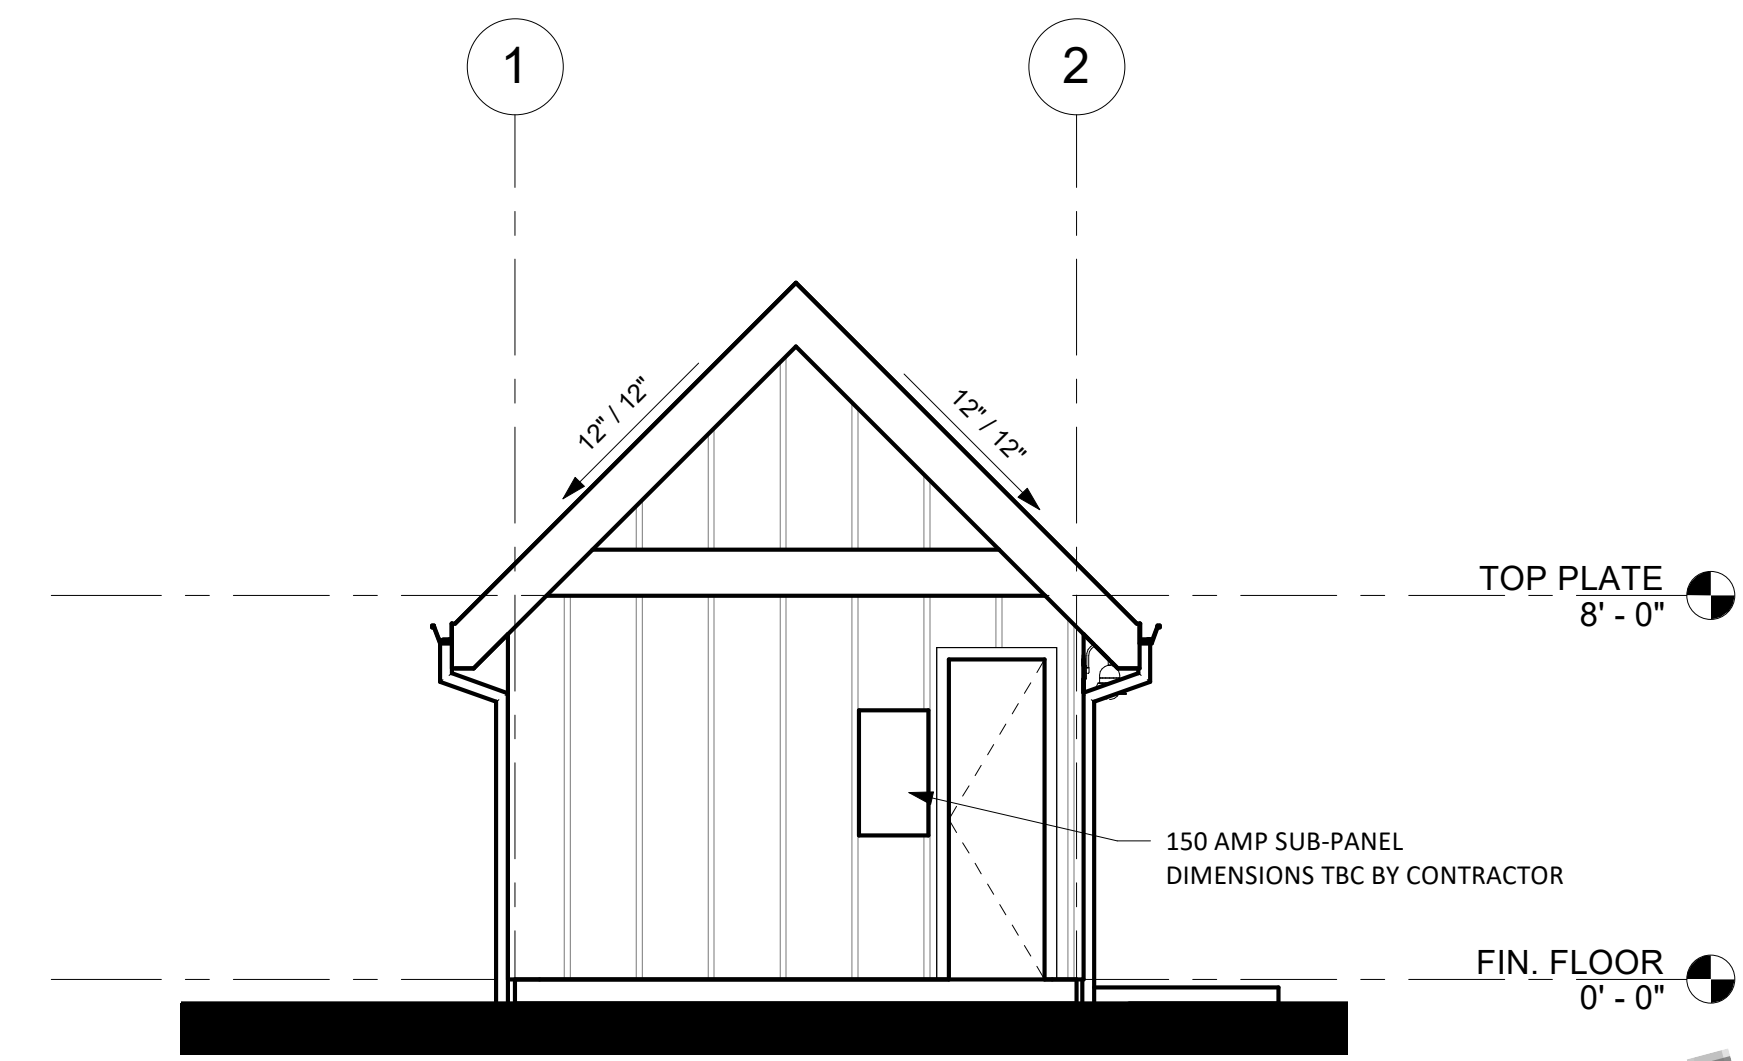 1
2
12" / 12"
12" / 12"
TOP PLATE
8' - 0"
150 AMP SUB-PANEL
DIMENSIONS TBC BY CONTRACTOR
FIN. FLOOR
0' - 0"